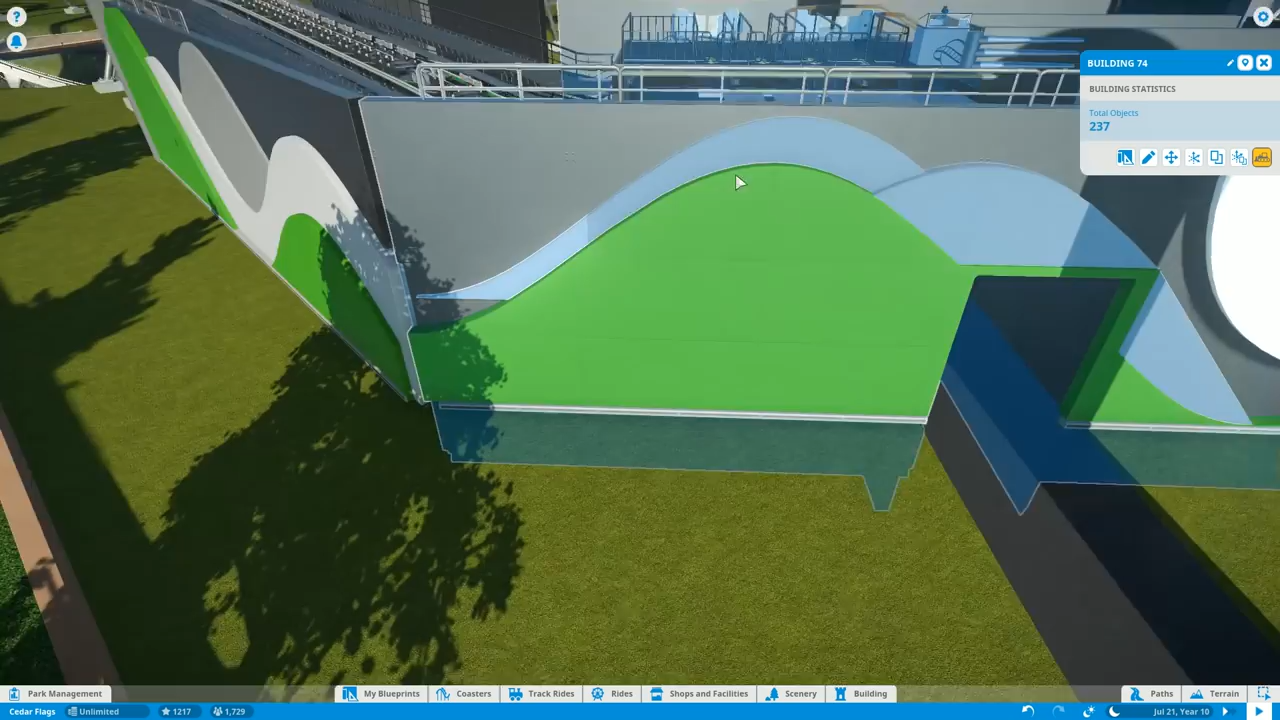 ?
BUILDING 74
BUILDING STATISTICS
Total Objects
237
Park Management
My Blueprints
Coasters
Track Rides
Rides
Shops and Facilities
Scenery
Building
Paths
Terrain
Cedar Flags
Unlimited
1217
1,729
Jul 21, Year 10